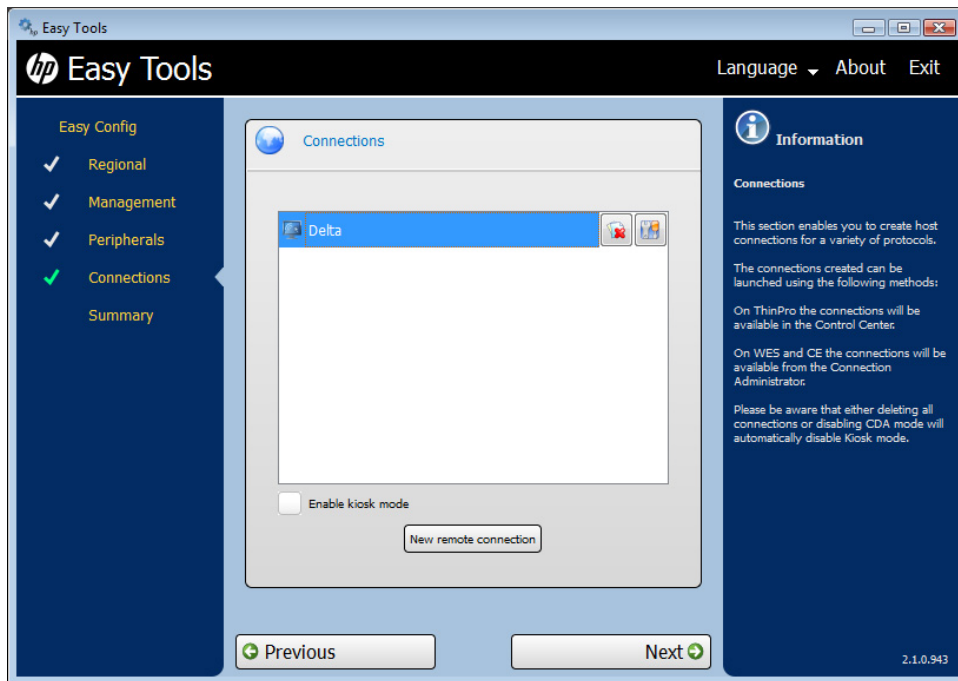 Easy Tools
hp Easy Tools
Language About Exit
Easy Config
Regional
Management
Peripherals
Connections
Summary
Connections
Delta
Enable kiosk mode
New remote connection
Previous
Next
Information
Connections
This section enables you to create host
connections for a variety of protocols.
The connections created can be
launched using the following methods:
On ThinPro the connections will be
available in the Control Center.
On WES and CE the connections will be
available from the Connection
Administrator.
Please be aware that either deleting all
connections or disabling CDA mode will
automatically disable Kiosk mode.
2.1.0.943